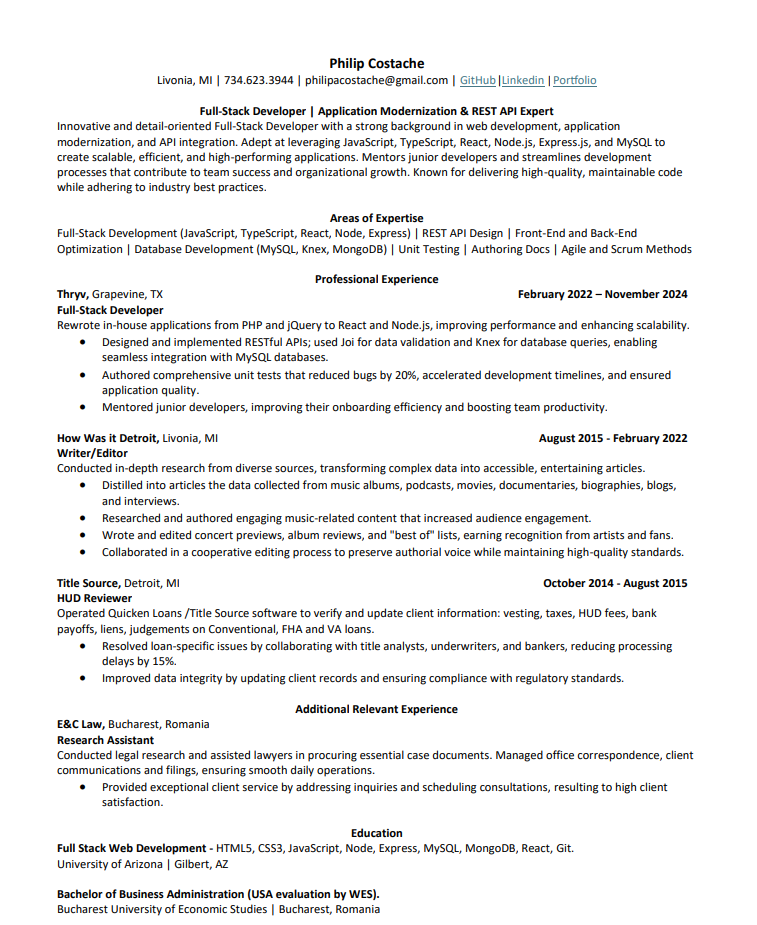 Philip Costache
Livonia, MI | 734.623.3944 | philipacostache@gmail.com | GitHub |Linkedin | Portfolio
Full-Stack Developer | Application Modernization & REST API Expert
Innovative and detail-oriented Full-Stack Developer with a strong background in web development, application
modernization, and API integration. Adept at leveraging JavaScript, TypeScript, React, Node.js, Express.js, and MySQL to
create scalable, efficient, and high-performing applications. Mentors junior developers and streamlines development
processes that contribute to team success and organizational growth. Known for delivering high-quality, maintainable code
while adhering to industry best practices.
Areas of Expertise
Full-Stack Development (JavaScript, TypeScript, React, Node, Express) | REST API Design | Front-End and Back-End
Optimization | Database Development (MySQL, Knex, MongoDB) | Unit Testing | Authoring Docs | Agile and Scrum Methods
Professional Experience
Thryv, Grapevine, TX February 2022 – November 2024
Full-Stack Developer
Rewrote in-house applications from PHP and jQuery to React and Node.js, improving performance and enhancing scalability.
• Designed and implemented RESTful APIs; used Joi for data validation and Knex for database queries, enabling
seamless integration with MySQL databases.
• Authored comprehensive unit tests that reduced bugs by 20%, accelerated development timelines, and ensured
application quality.
• Mentored junior developers, improving their onboarding efficiency and boosting team productivity.
How Was it Detroit, Livonia, MI August 2015 - February 2022
Writer/Editor
Conducted in-depth research from diverse sources, transforming complex data into accessible, entertaining articles.
• Distilled into articles the data collected from music albums, podcasts, movies, documentaries, biographies, blogs,
and interviews.
• Researched and authored engaging music-related content that increased audience engagement.
• Wrote and edited concert previews, album reviews, and "best of" lists, earning recognition from artists and fans.
• Collaborated in a cooperative editing process to preserve authorial voice while maintaining high-quality standards.
Title Source, Detroit, MI October 2014 - August 2015
HUD Reviewer
Operated Quicken Loans /Title Source software to verify and update client information: vesting, taxes, HUD fees, bank
payoffs, liens, judgements on Conventional, FHA and VA loans.
• Resolved loan-specific issues by collaborating with title analysts, underwriters, and bankers, reducing processing
delays by 15%.
• Improved data integrity by updating client records and ensuring compliance with regulatory standards.
Additional Relevant Experience
E&C Law, Bucharest, Romania
Research Assistant
Conducted legal research and assisted lawyers in procuring essential case documents. Managed office correspondence, client
communications and filings, ensuring smooth daily operations.
• Provided exceptional client service by addressing inquiries and scheduling consultations, resulting to high client
satisfaction.
Education
Full Stack Web Development - HTML5, CSS3, JavaScript, Node, Express, MySQL, MongoDB, React, Git.
University of Arizona | Gilbert, AZ
Bachelor of Business Administration (USA evaluation by WES).
Bucharest University of Economic Studies | Bucharest, Romania